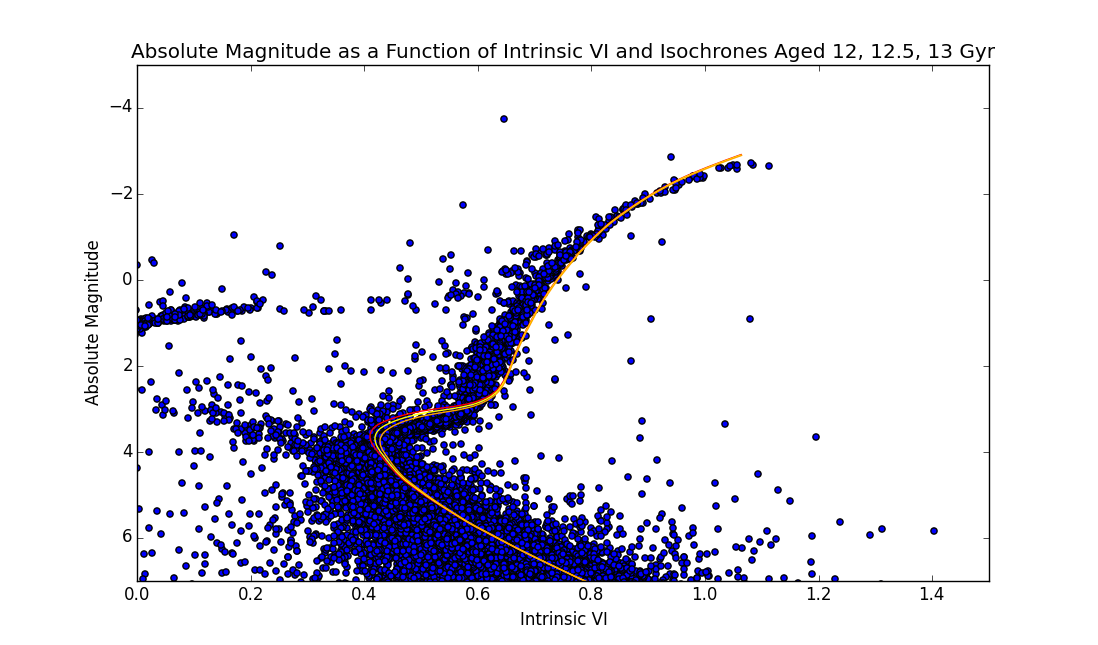 Absolute Magnitude as a Function of Intrinsic VI and Isochrones Aged 12, 12.5, 13 Gyr
−4
−2
0
2
4
6
Absolute Magnitude
0.0 0.2 0.4 0.6 0.8 1.0 1.2 1.4
Intrinsic VI